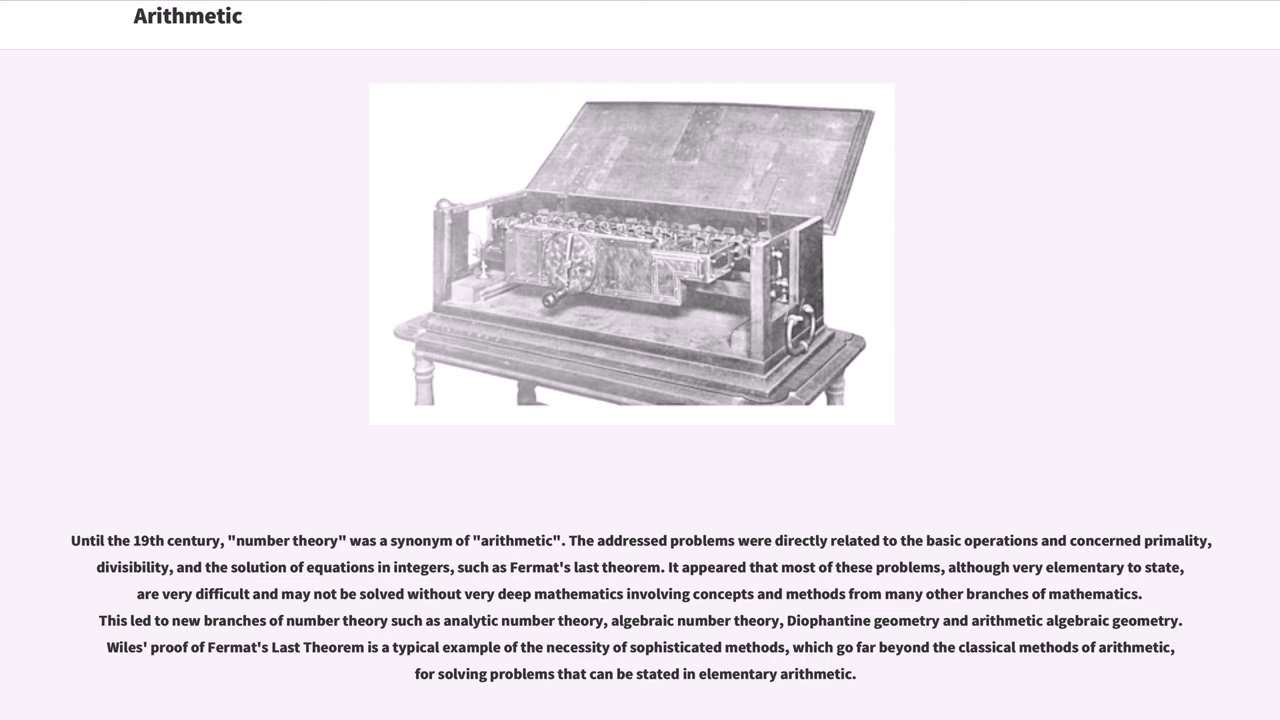 Arithmetic
Until the 19th century, "number theory" was a synonym of "arithmetic". The addressed problems were directly related to the basic operations and concerned primality,
divisibility, and the solution of equations in integers, such as Fermat's last theorem. It appeared that most of these problems, although very elementary to state,
are very difficult and may not be solved without very deep mathematics involving concepts and methods from many other branches of mathematics.
This led to new branches of number theory such as analytic number theory, algebraic number theory, Diophantine geometry and arithmetic algebraic geometry.
Wiles' proof of Fermat's Last Theorem is a typical example of the necessity of sophisticated methods, which go far beyond the classical methods of arithmetic,
for solving problems that can be stated in elementary arithmetic.